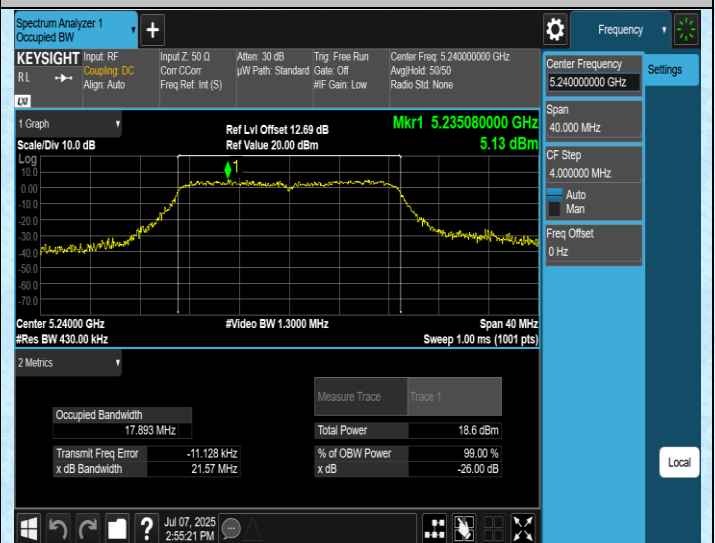 Spectrum Analyzer 1
Occupied BW
Frequency
KEYSIGHT
RL
Input: RF
Coupling: DC
Align: Auto
Input Z: 50 Ω
Corr CCorr
Freq Ref: Int (S)
Atten: 30 dB
µW Path: Standard
Trig: Free Run
Gate: Off
#IF Gain: Low
Center Freq: 5.240000000 GHz
Avg|Hold: 50/50
Radio Std: None
LXI
Center Frequency
5.240000000 GHz
Settings
Span
40.000 MHz
CF Step
4.000000 MHz
Auto
Man
Freq Offset
0 Hz
1 Graph
Scale/Div 10.0 dB
Ref Lvl Offset 12.69 dB
Ref Value 20.00 dBm
Mkr1 5.235080000 GHz
5.13 dBm
Log
10.0
0.00
-10.0
-20.0
-30.0
-40.0
-50.0
-60.0
-70.0
1
Center 5.24000 GHz
#Res BW 430.00 kHz
#Video BW 1.3000 MHz
Span 40 MHz
Sweep 1.00 ms (1001 pts)
2 Metrics
Measure Trace
Trace 1
Occupied Bandwidth
17.893 MHz
Total Power
18.6 dBm
Transmit Freq Error
-11.128 kHz
% of OBW Power
99.00 %
x dB Bandwidth
21.57 MHz
x dB
-26.00 dB
Local
?
Jul 07, 2025
2:55:21 PM